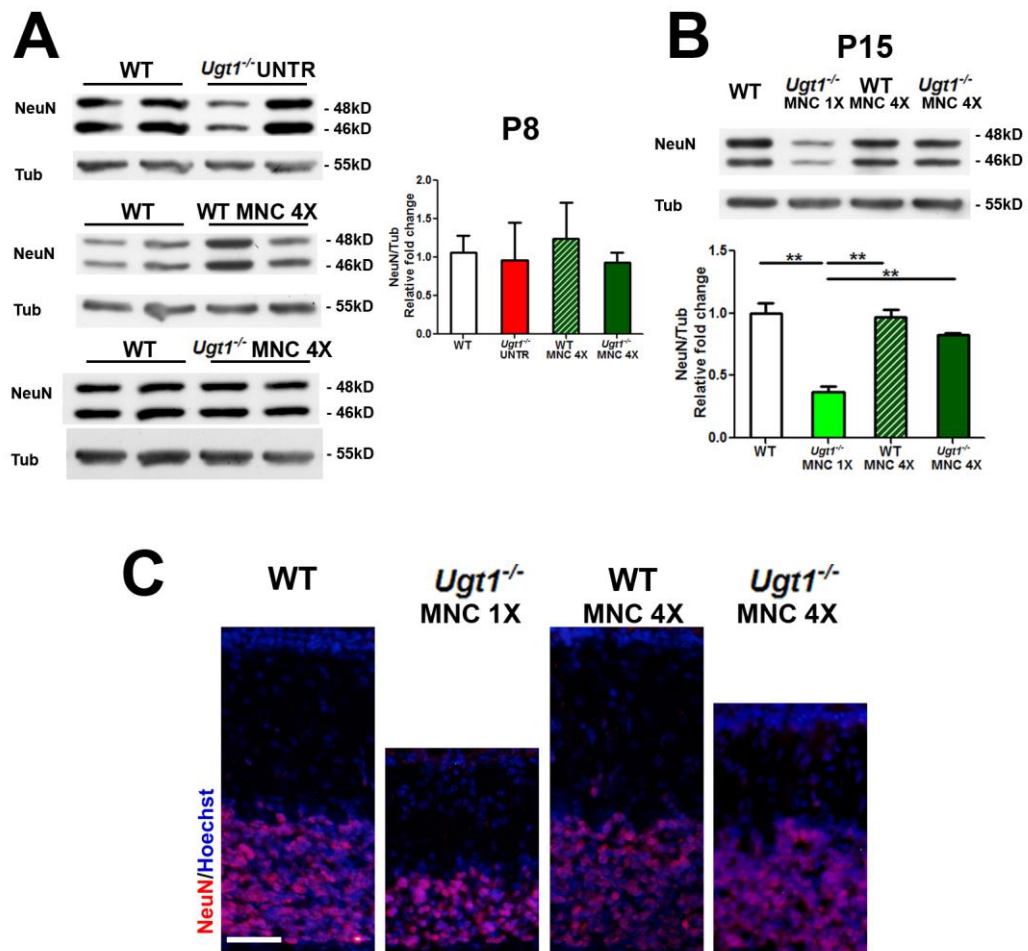 A
WT Ugt1-/- UNTR
NeuN - 48kD
- 46kD
Tub - 55kD
WT WT MNC 4X
NeuN - 48kD
- 46kD
Tub - 55kD
WT Ugt1-/- MNC 4X
NeuN - 48kD
- 46kD
Tub - 55kD
P8
NeuN/Tub
Relative fold change
2.0
1.5
1.0
0.5
0.0
WT Ugt1-/- WT Ugt1-/-
UNTR MNC 4X MNC 4X
B
P15
WT Ugt1-/- WT Ugt1-/-
MNC 1X MNC 4X MNC 4X
NeuN - 48kD
- 46kD
Tub - 55kD
NeuN/Tub
Relative fold change
1.5
1.0
0.5
0.0
** **
**
WT Ugt1-/- WT Ugt1-/-
MNC 1X MNC 4X MNC 4X
C
WT Ugt1-/- WT Ugt1-/-
MNC 1X MNC 4X MNC 4X
NeuN/Hoechst